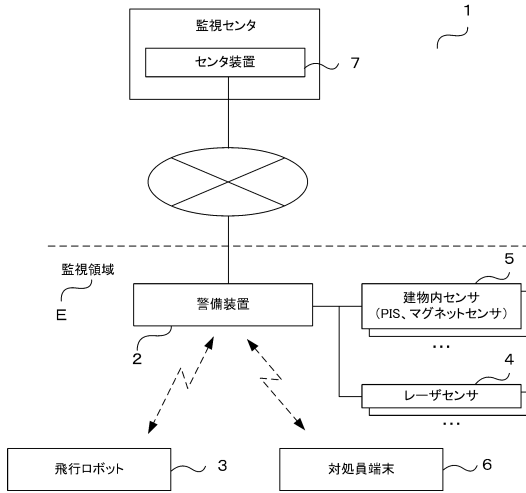 監視センタ
1
センタ装置
7
監視領域
E
5
建物内センサ
(PIS、マグネットセンサ)
警備装置
2
...
4
レーザセンサ
...
飛行ロボット
3
対処員端末
6